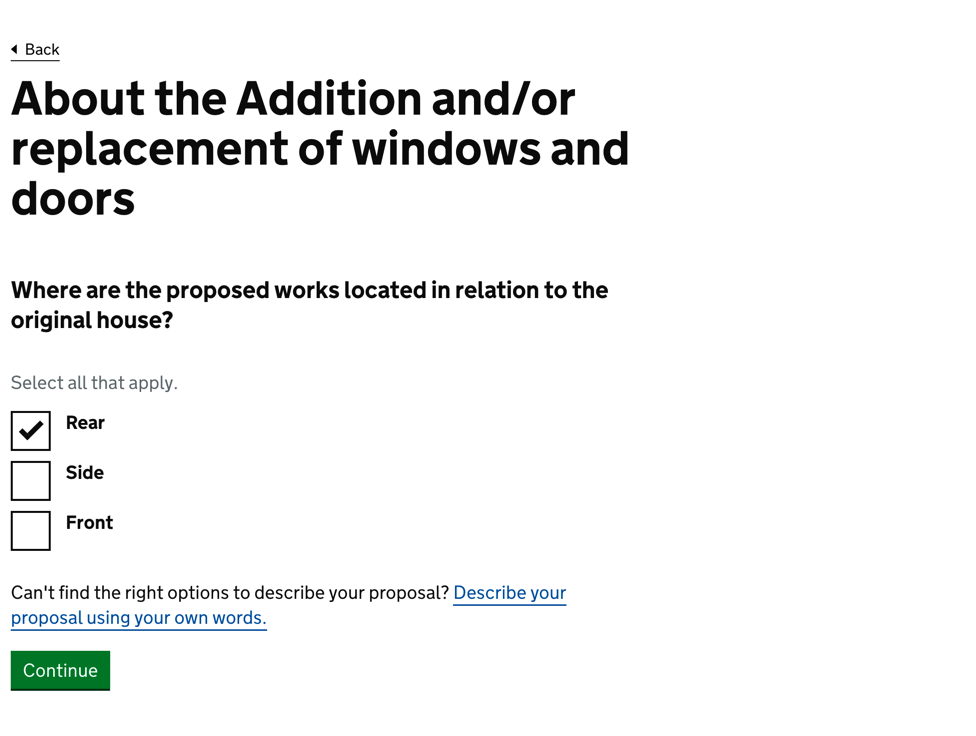 Back
About the Addition and/or
replacement of windows and
doors
Where are the proposed works located in relation to the
original house?
Select all that apply.
Rear
Side
Front
Can't find the right options to describe your proposal? Describe your
proposal using your own words.
Continue